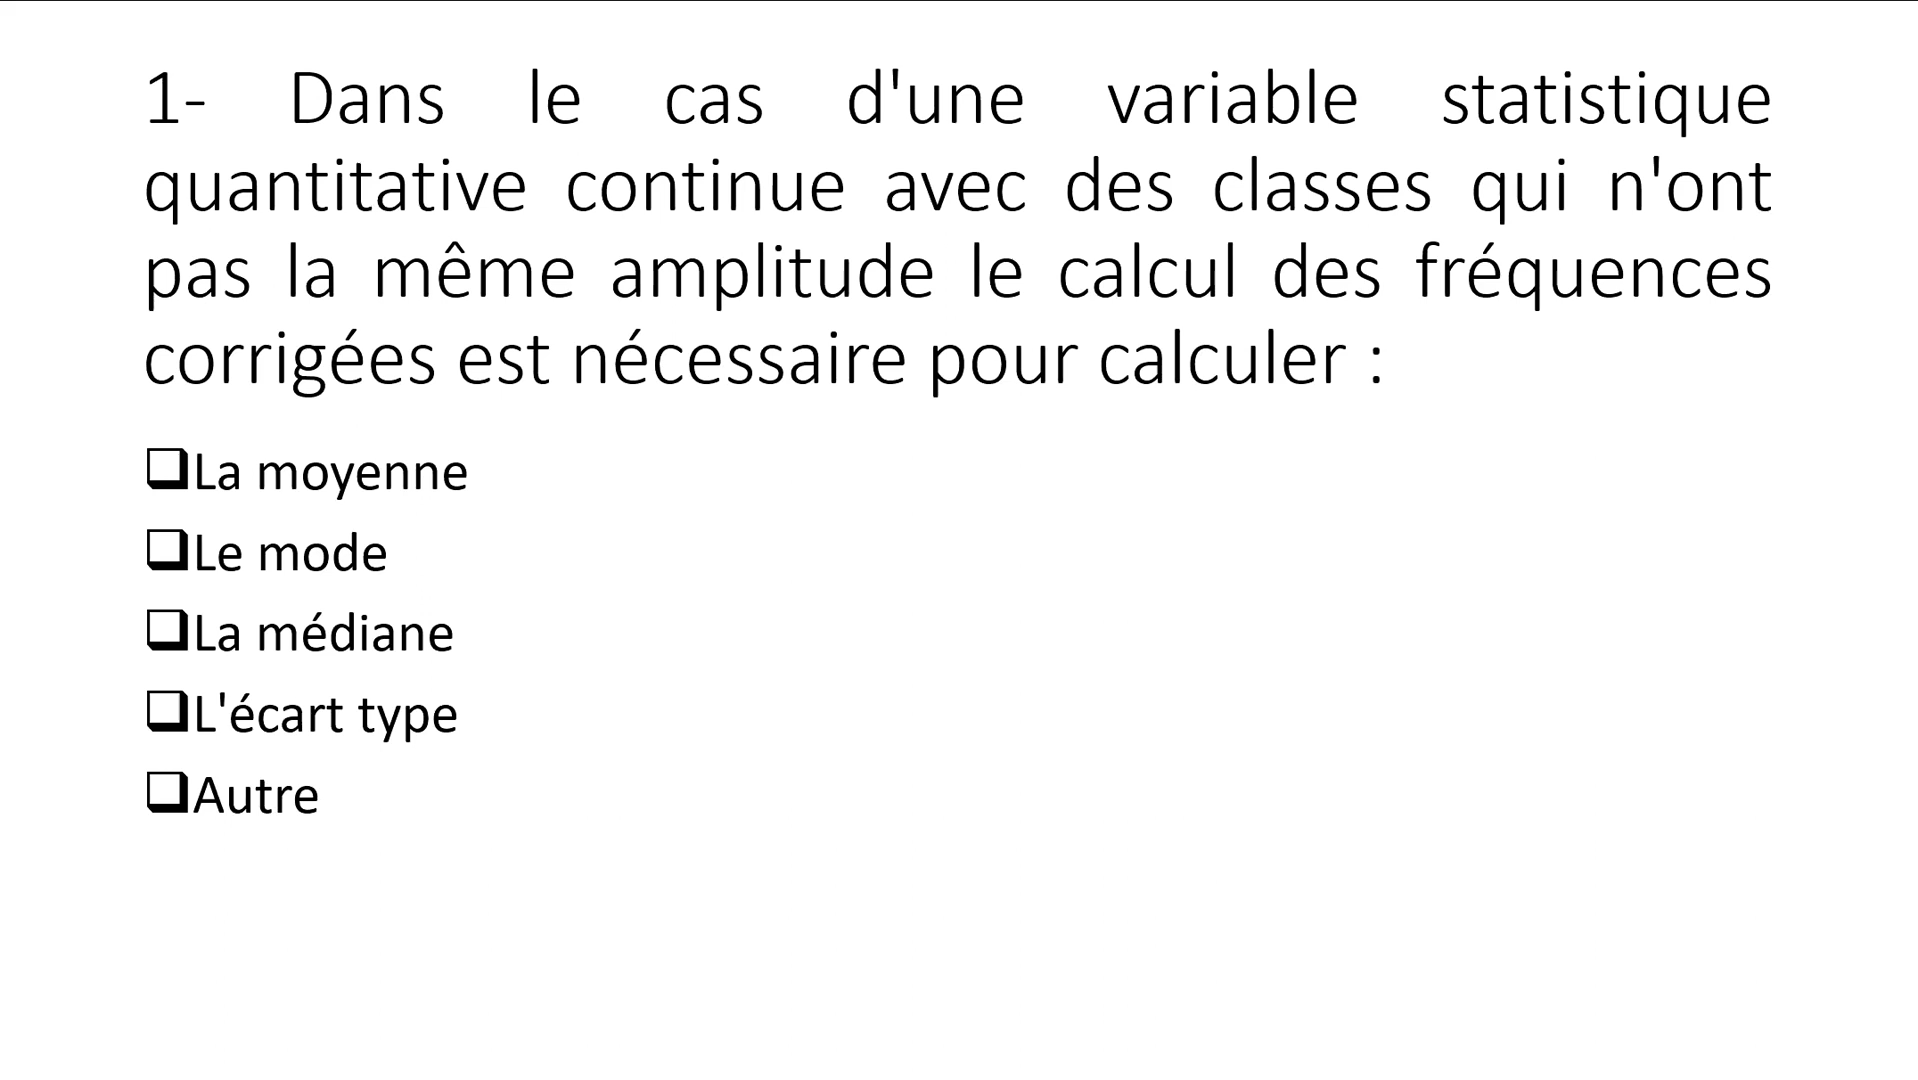 1- Dans le cas d'une variable statistique
quantitative continue avec des classes qui n'ont
pas la même amplitude le calcul des fréquences
corrigées est nécessaire pour calculer :
❑La moyenne
❑Le mode
❑La médiane
❑L'écart type
❑Autre